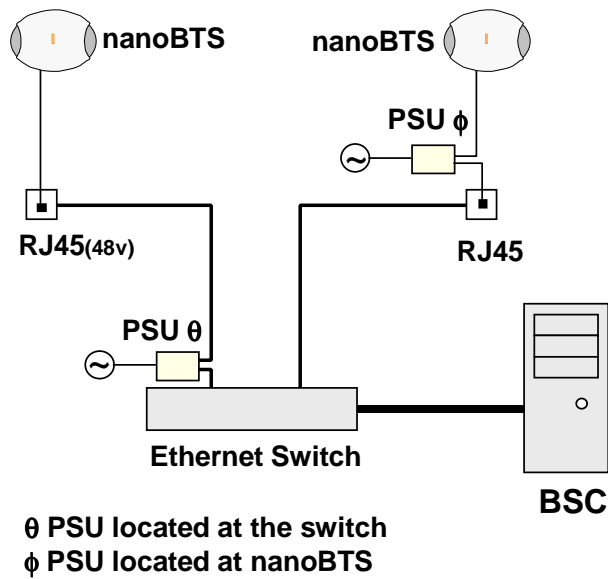 nanoBTS
nanoBTS
PSU ϕ
RJ45(48v)
RJ45
PSU θ
Ethernet Switch
BSC
θ PSU located at the switch
ϕ PSU located at nanoBTS